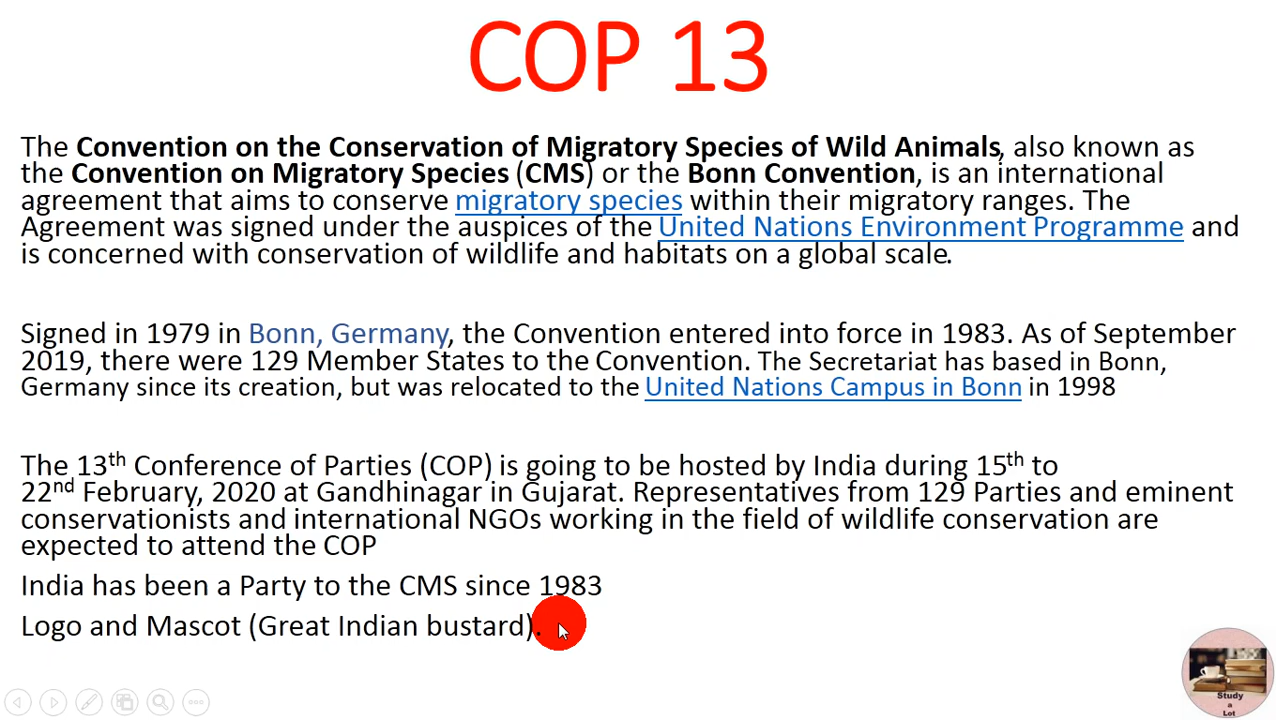 COP 13
The Convention on the Conservation of Migratory Species of Wild Animals, also known as
the Convention on Migratory Species (CMS) or the Bonn Convention, is an international
agreement that aims to conserve migratory species within their migratory ranges. The
Agreement was signed under the auspices of the United Nations Environment Programme and
is concerned with conservation of wildlife and habitats on a global scale.
Signed in 1979 in Bonn, Germany, the Convention entered into force in 1983. As of September
2019, there were 129 Member States to the Convention. The Secretariat has based in Bonn,
Germany since its creation, but was relocated to the United Nations Campus in Bonn in 1998
The 13th Conference of Parties (COP) is going to be hosted by India during 15th to
22nd February, 2020 at Gandhinagar in Gujarat. Representatives from 129 Parties and eminent
conservationists and international NGOs working in the field of wildlife conservation are
expected to attend the COP
India has been a Party to the CMS since 1983
Logo and Mascot (Great Indian bustard).
Study
a
Lot